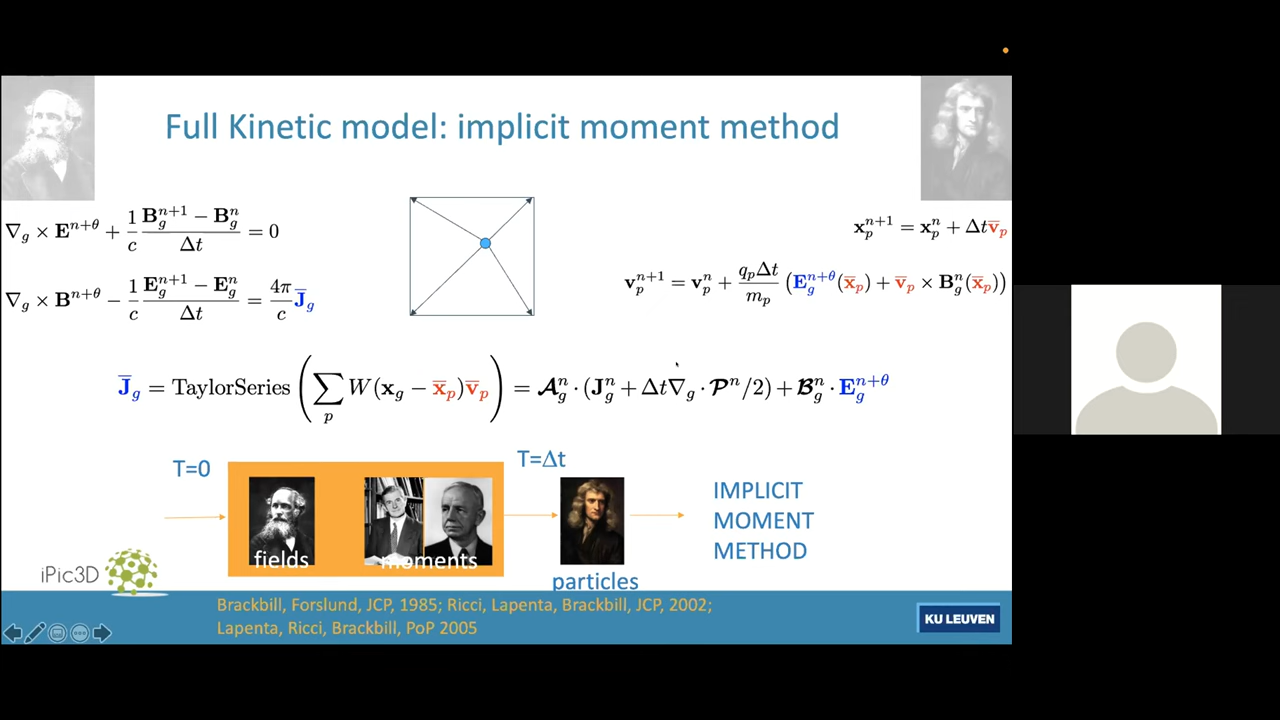 Full Kinetic model: implicit moment method
∇_g × E^{n+θ} + (1/c) (B_g^{n+1} − B_g^n)/Δt = 0
∇_g × B^{n+θ} − (1/c) (E_g^{n+1} − E_g^n)/Δt = (4π/c) J̅_g
x_p^{n+1} = x_p^n + Δt v̅_p
v_p^{n+1} = v_p^n + (q_p Δt/m_p) (E_g^{n+θ}(x̅_p) + v̅_p × B_g^n(x̅_p))
J̅_g = TaylorSeries (∑_p W(x_g − x̅_p)v̅_p) = 𝓐_g^n · (J_g^n + Δt∇_g · 𝓟^n/2) + 𝓑_g^n · E_g^{n+θ}
T=0
T=Δt
fields
moments
particles
IMPLICIT
MOMENT
METHOD
iPic3D
Brackbill, Forslund, JCP, 1985; Ricci, Lapenta, Brackbill, JCP, 2002;
Lapenta, Ricci, Brackbill, PoP 2005
KU LEUVEN